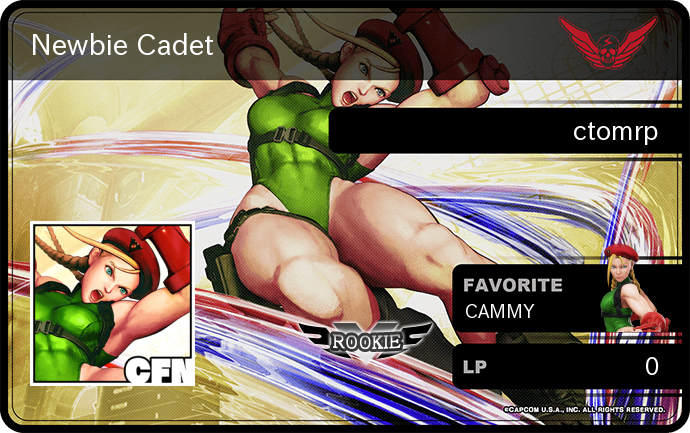 Newbie Cadet
ctomrp
FAVORITE
CAMMY
ROOKIE
LP 0
CFN
©CAPCOM U.S.A., INC. ALL RIGHTS RESERVED.